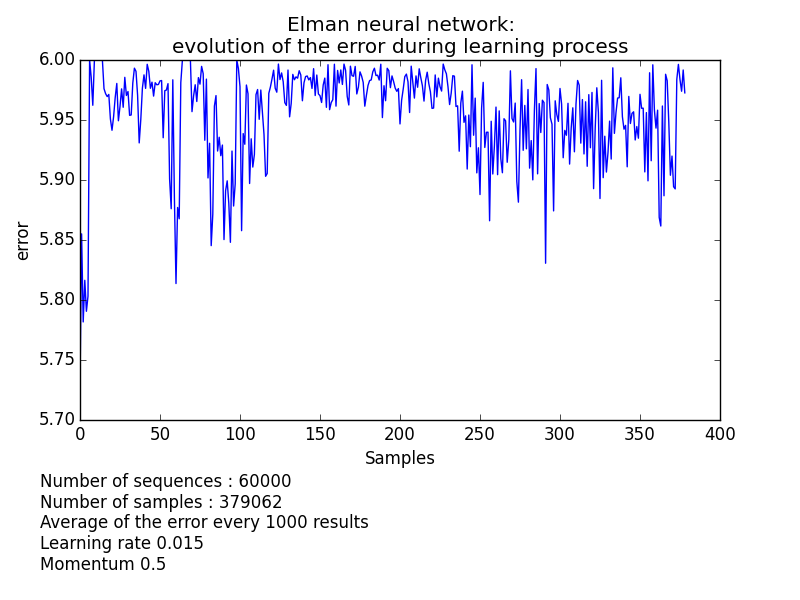 Elman neural network:
evolution of the error during learning process
6.00
5.95
5.90
5.85
5.80
5.75
5.70
error
0 50 100 150 200 250 300 350 400
Samples
Number of sequences : 60000
Number of samples : 379062
Average of the error every 1000 results
Learning rate 0.015
Momentum 0.5